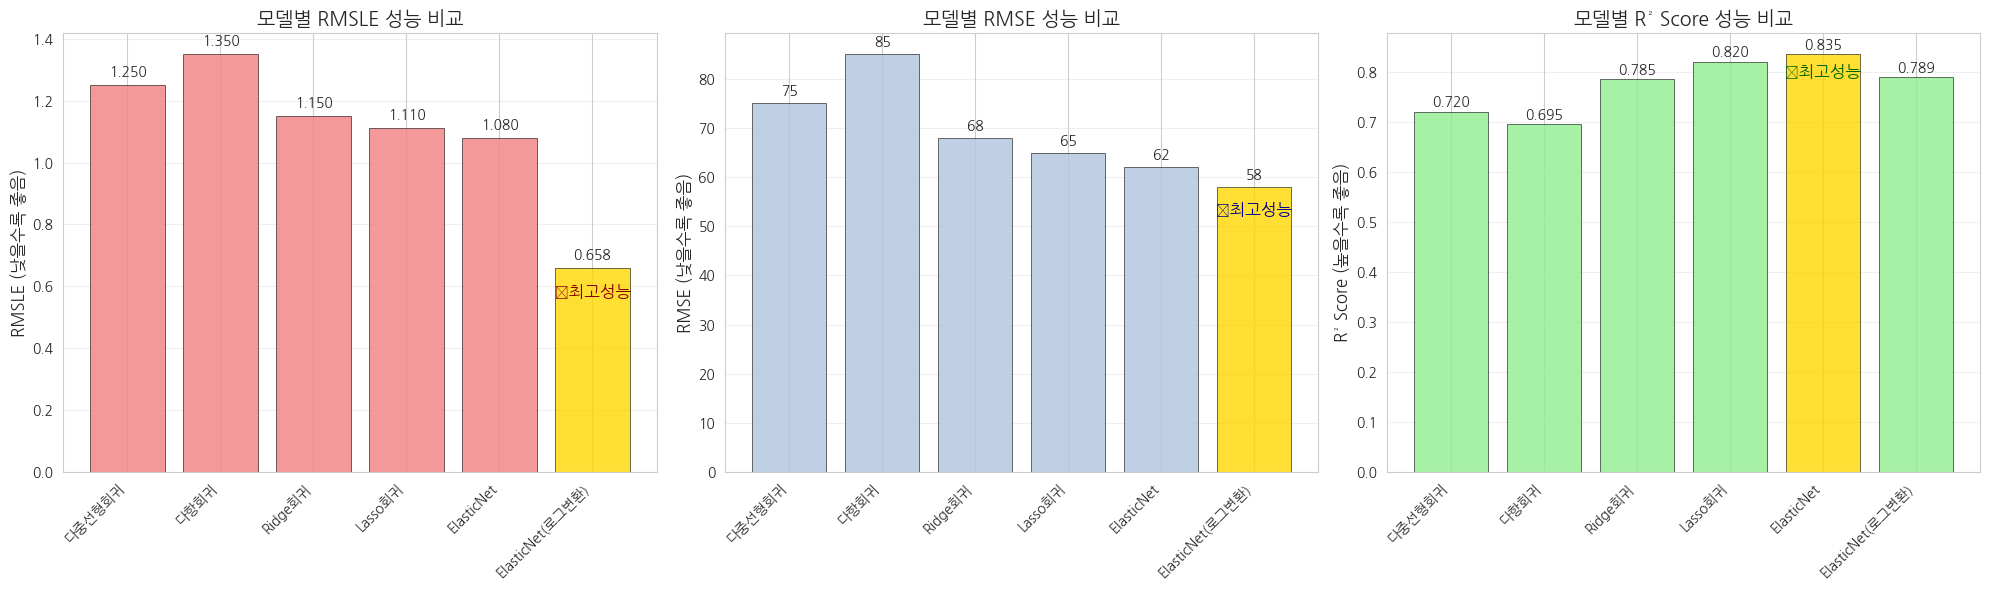 모델별 RMSLE 성능 비교
RMSLE (낮을수록 좋음)
1.4
1.2
1.0
0.8
0.6
0.4
0.2
0.0
1.250
1.350
1.150
1.110
1.080
0.658
최고성능
다중선형회귀
다항회귀
Ridge회귀
Lasso회귀
ElasticNet
ElasticNet(로그변환)
모델별 RMSE 성능 비교
RMSE (낮을수록 좋음)
80
70
60
50
40
30
20
10
0
75
85
68
65
62
58
최고성능
다중선형회귀
다항회귀
Ridge회귀
Lasso회귀
ElasticNet
ElasticNet(로그변환)
모델별 R² Score 성능 비교
R² Score (높을수록 좋음)
0.8
0.7
0.6
0.5
0.4
0.3
0.2
0.1
0.0
0.720
0.695
0.785
0.820
0.835
0.789
최고성능
다중선형회귀
다항회귀
Ridge회귀
Lasso회귀
ElasticNet
ElasticNet(로그변환)